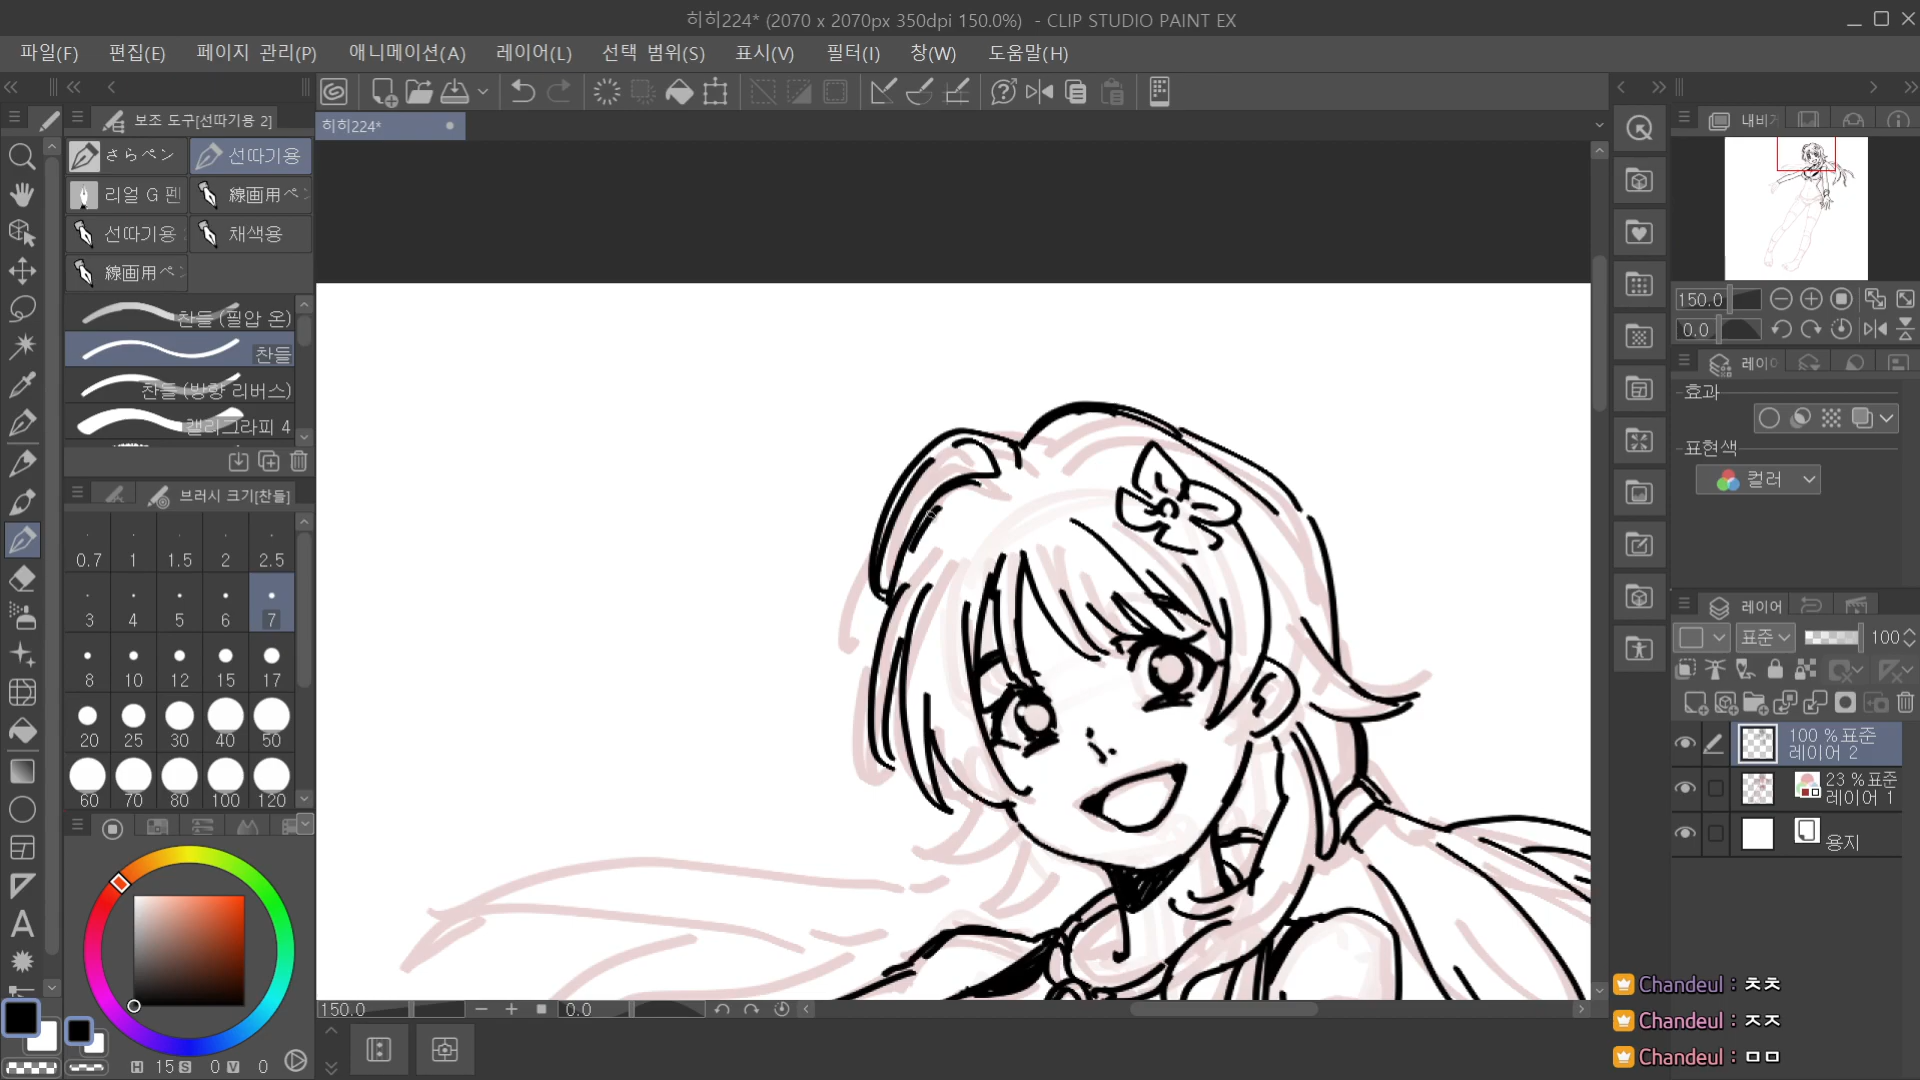 히히224* (2070 x 2070px 350dpi 150.0%) - CLIP STUDIO PAINT EX
파일(F) 편집(E) 페이지 관리(P) 애니메이션(A) 레이어(L) 선택 범위(S) 표시(V) 필터(I) 창(W) 도움말(H)
보조 도구[선따기용 2]
히히224*
さらペン 선따기용
리얼 G 펜 線画用ペ
선따기용 채색용
線画用ペ
찬들 (필압 온)
찬들
찬들 (방향 리버스)
캘리그라피 4
브러시 크기[찬들]
0.7 1 1.5 2 2.5
3 4 5 6 7
8 10 12 15 17
20 25 30 40 50
60 70 80 100 120
H 15 S 0 V 0
150.0 0.0
내비
150.0
0.0
레이
효과
표현색
컬러
레이어
표준 100
100 %표준
레이어 2
23 %표준
레이어 1
용지
Chandeul : ㅊㅊ
Chandeul : ㅈㅈ
Chandeul : ㅁㅁ